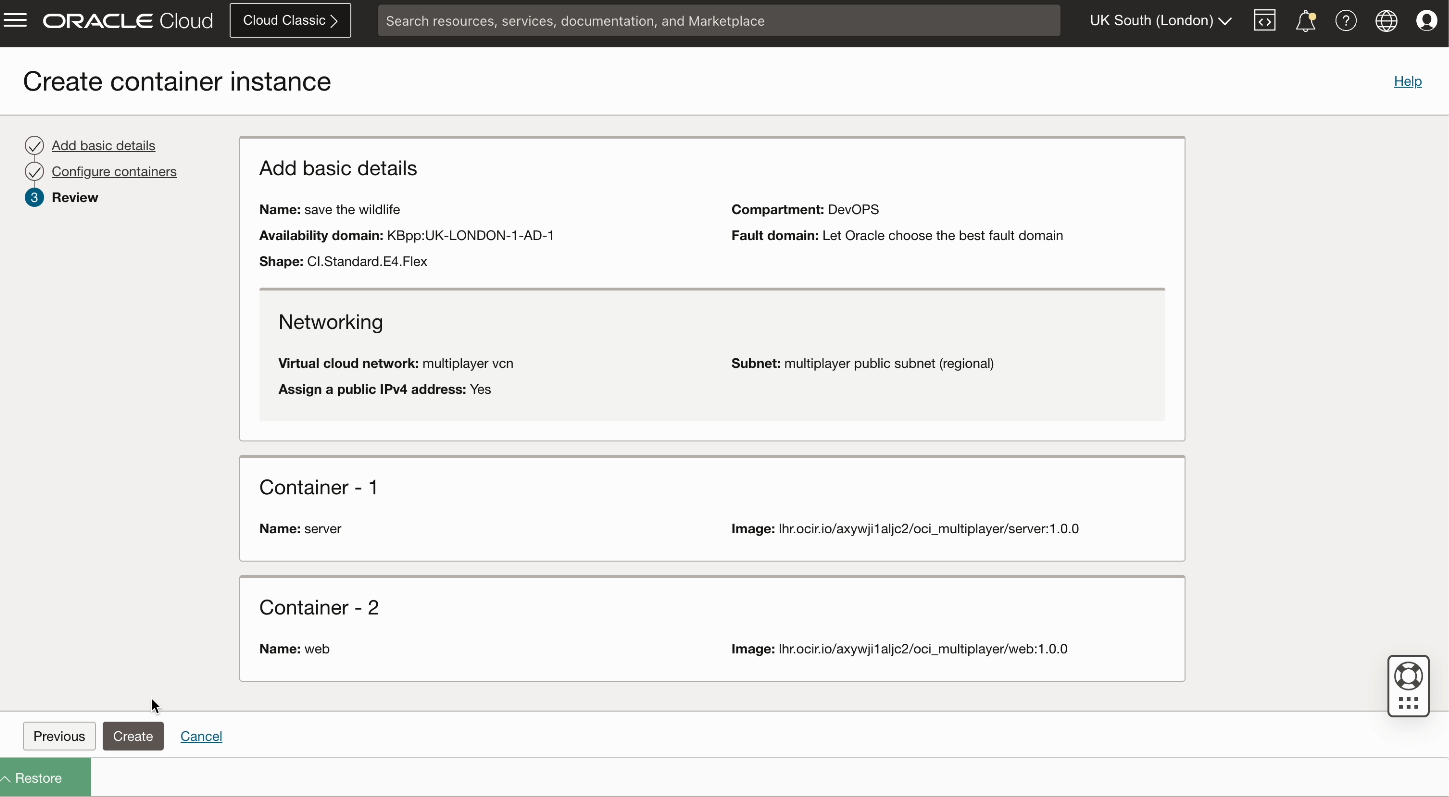 ORACLE Cloud
Cloud Classic
Search resources, services, documentation, and Marketplace
UK South (London)
Create container instance
Help
Add basic details
Configure containers
3 Review
Add basic details
Name: save the wildlife
Compartment: DevOPS
Availability domain: KBpp:UK-LONDON-1-AD-1
Fault domain: Let Oracle choose the best fault domain
Shape: CI.Standard.E4.Flex
Networking
Virtual cloud network: multiplayer vcn
Subnet: multiplayer public subnet (regional)
Assign a public IPv4 address: Yes
Container - 1
Name: server
Image: lhr.ocir.io/axywji1aljc2/oci_multiplayer/server:1.0.0
Container - 2
Name: web
Image: lhr.ocir.io/axywji1aljc2/oci_multiplayer/web:1.0.0
Previous
Create
Cancel
Restore